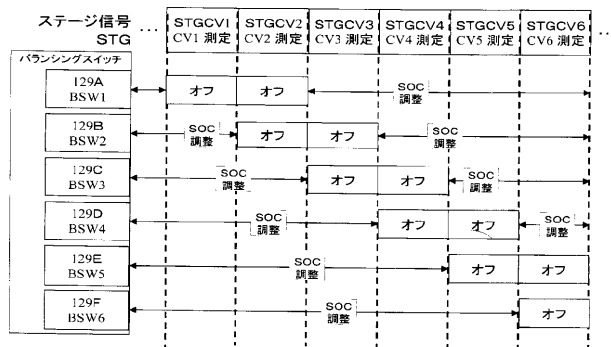 ステージ信号
STG
... STGCV1 STGCV2 STGCV3 STGCV4 STGCV5 STGCV6 ...
CV1 測定 CV2 測定 CV3 測定 CV4 測定 CV5 測定 CV6 測定
バランシングスイッチ
129A
BSW1
オフ オフ
SOC
調整
129B
BSW2
SOC
調整
オフ オフ
SOC
調整
129C
BSW3
SOC
調整
オフ オフ
SOC
調整
129D
BSW4
SOC
調整
オフ オフ
SOC
調整
129E
BSW5
SOC
調整
オフ オフ
129F
BSW6
SOC
調整
オフ